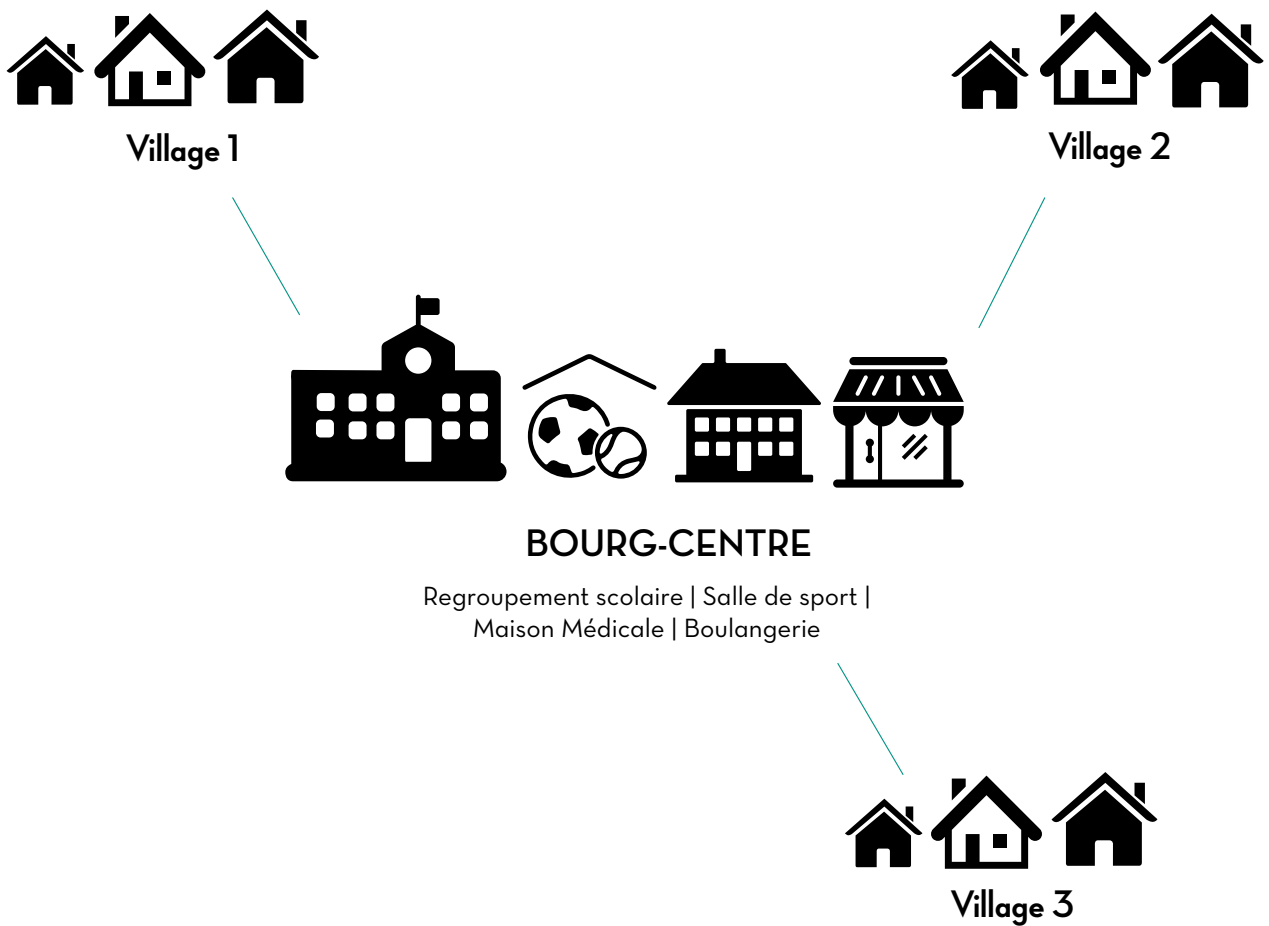 Village 1
Village 2
BOURG-CENTRE
Regroupement scolaire | Salle de sport |
Maison Médicale | Boulangerie
Village 3